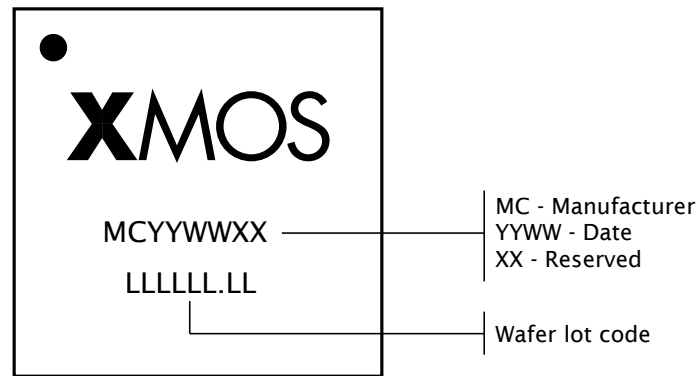 XMOS
MCYYWWXX
LLLLLL.LL
MC - Manufacturer
YYWW - Date
XX - Reserved
Wafer lot code